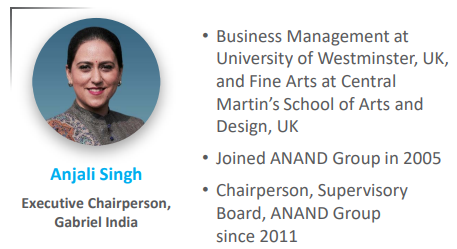 Anjali Singh
Executive Chairperson,
Gabriel India
• Business Management at
University of Westminster, UK,
and Fine Arts at Central
Martin's School of Arts and
Design, UK
• Joined ANAND Group in 2005
• Chairperson, Supervisory
Board, ANAND Group
since 2011